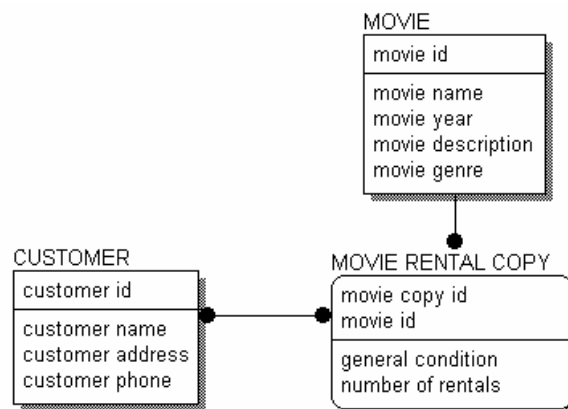 MOVIE
movie id
movie name
movie year
movie description
movie genre
CUSTOMER
customer id
customer name
customer address
customer phone
MOVIE RENTAL COPY
movie copy id
movie id
general condition
number of rentals